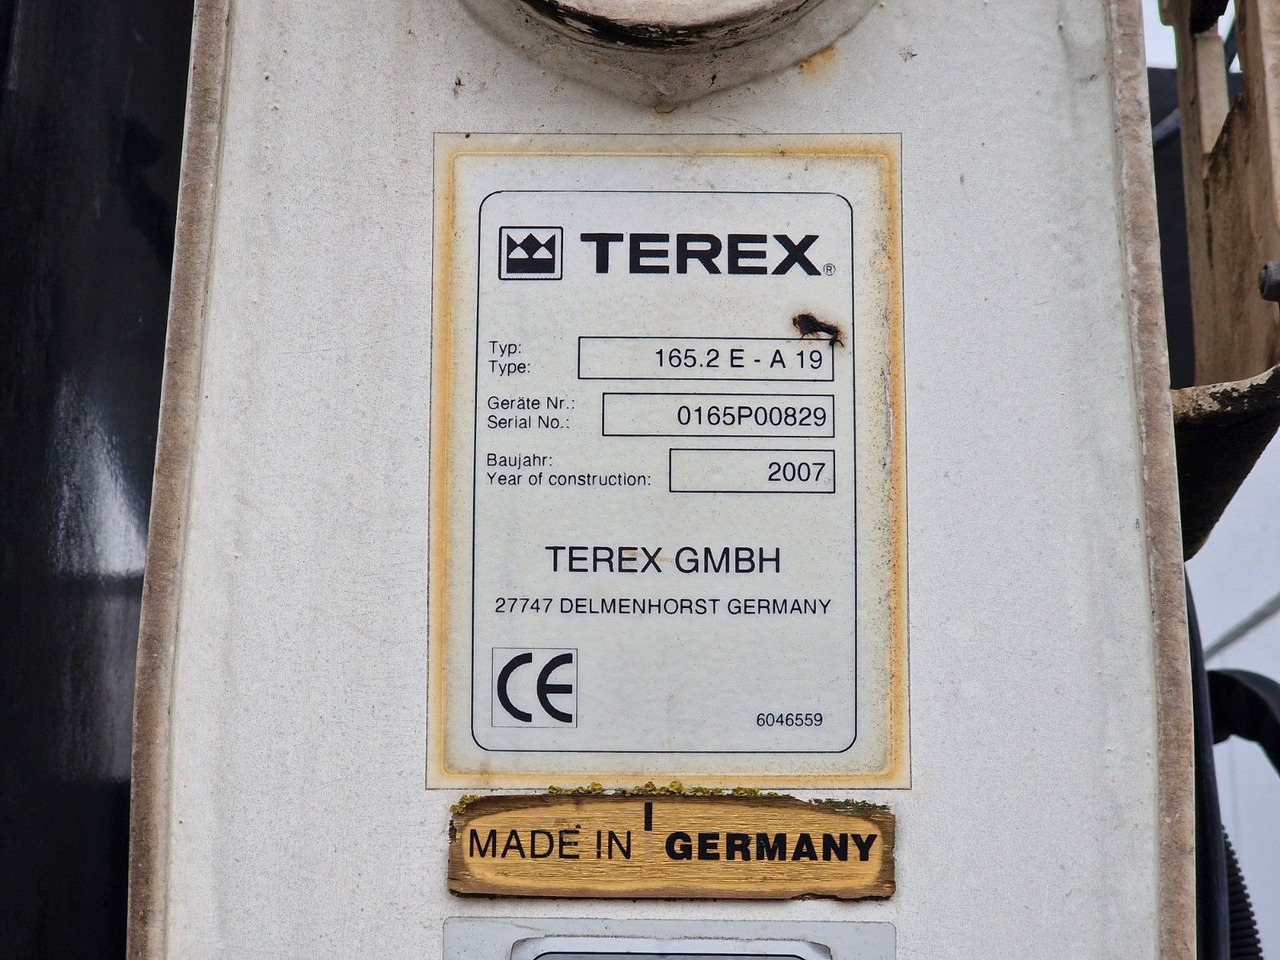 TEREX®
Typ:
Type: 165.2 E - A 19
Geräte Nr.:
Serial No.: 0165P00829
Baujahr:
Year of construction: 2007
TEREX GMBH
27747 DELMENHORST GERMANY
CE
6046559
MADE IN GERMANY